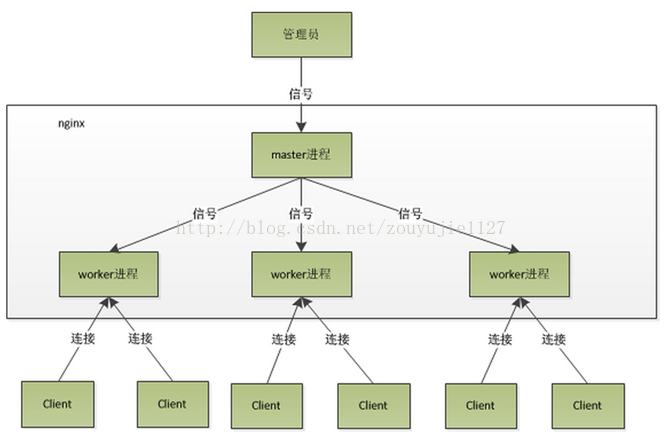 管理员
信号
nginx
master进程
信号 信号 信号
http://blog.csdn.net/zouyujie1127
worker进程 worker进程 worker进程
连接 连接 连接 连接 连接 连接
Client Client Client Client Client Client